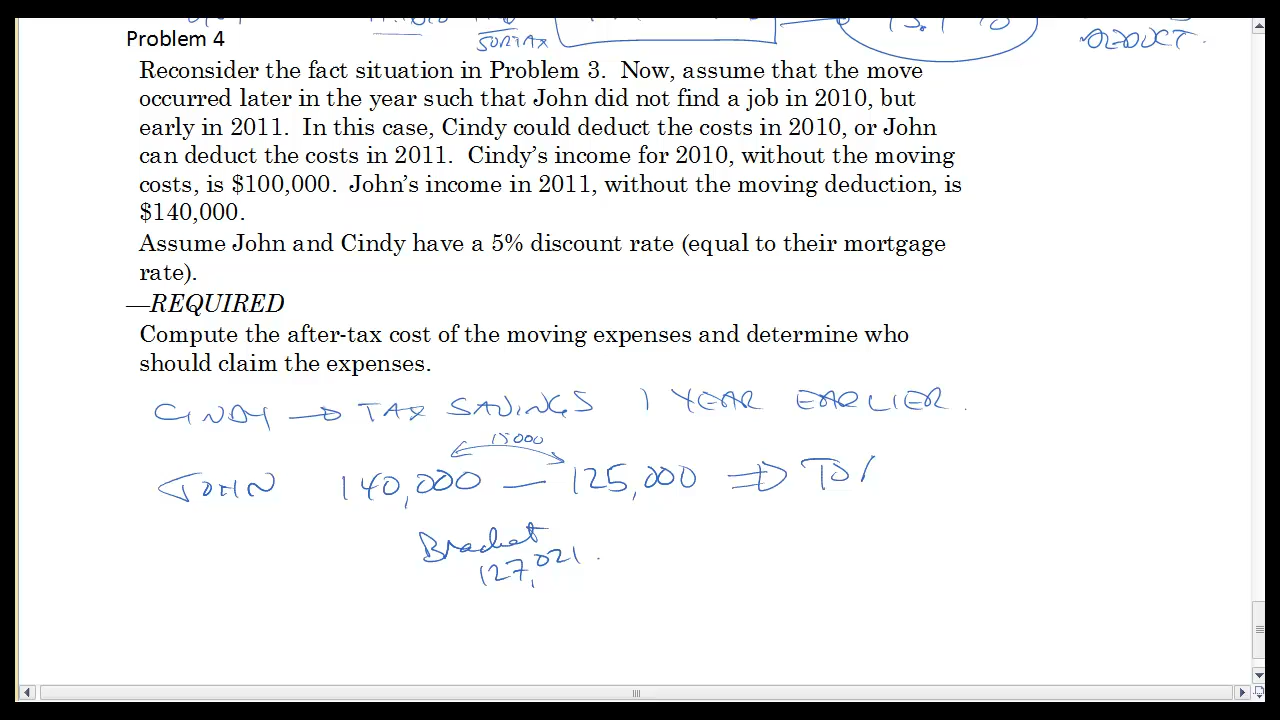 SURTAX
DEDUCT.
Problem 4
Reconsider the fact situation in Problem 3. Now, assume that the move
occurred later in the year such that John did not find a job in 2010, but
early in 2011. In this case, Cindy could deduct the costs in 2010, or John
can deduct the costs in 2011. Cindy's income for 2010, without the moving
costs, is $100,000. John's income in 2011, without the moving deduction, is
$140,000.
Assume John and Cindy have a 5% discount rate (equal to their mortgage
rate).
—REQUIRED
Compute the after-tax cost of the moving expenses and determine who
should claim the expenses.
CINDY → TAX SAVINGS 1 YEAR EARLIER.
15000
JOHN 140,000 — 125,000 ⇒ TO
Bracket
127,021.